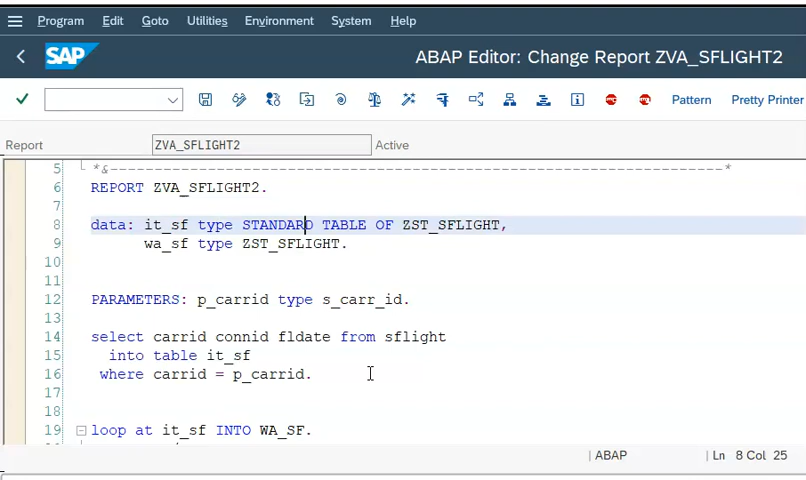 Program Edit Goto Utilities Environment System Help
SAP ABAP Editor: Change Report ZVA_SFLIGHT2
Pattern Pretty Printer
Report ZVA_SFLIGHT2 Active
5 *&---------------------------------------------------------------------*
6 REPORT ZVA_SFLIGHT2.
7
8 data: it_sf type STANDARD TABLE OF ZST_SFLIGHT,
9 wa_sf type ZST_SFLIGHT.
10
11
12 PARAMETERS: p_carrid type s_carr_id.
13
14 select carrid connid fldate from sflight
15 into table it_sf
16 where carrid = p_carrid.
17
18
19 loop at it_sf INTO WA_SF.
ABAP Ln 8 Col 25